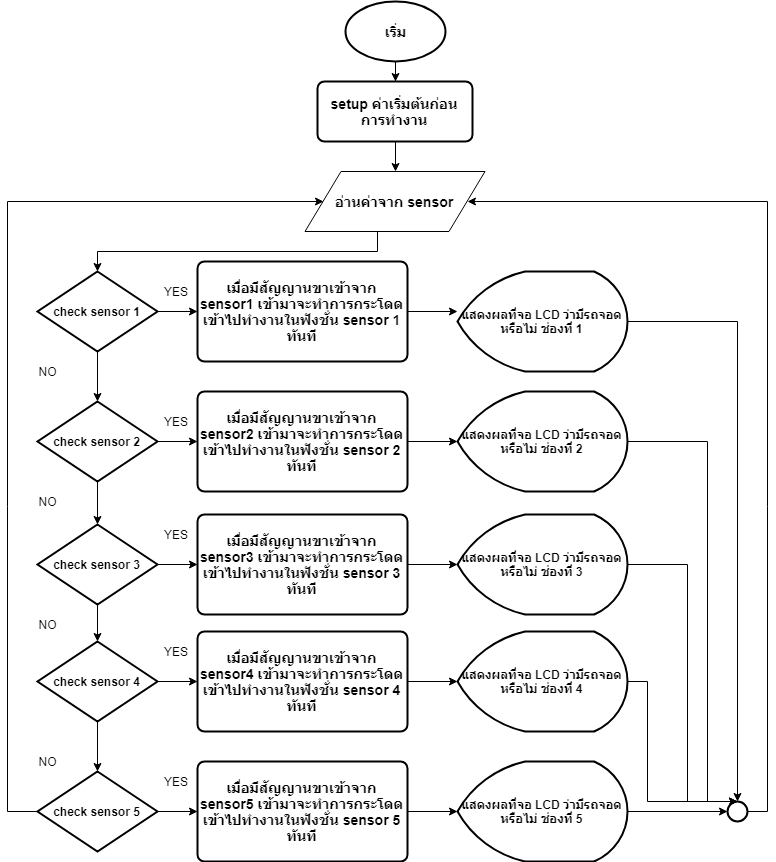 เริ่ม
setup ค่าเริ่มต้นก่อน
การทำงาน
อ่านค่าจาก sensor
check sensor 1
YES
เมื่อมีสัญญานขาเข้าจาก
sensor1 เข้ามาจะทำการกระโดด
เข้าไปทำงานในฟังชั่น sensor 1
ทันที
แสดงผลที่จอ LCD ว่ามีรถจอด
หรือไม่ ช่องที่ 1
NO
check sensor 2
YES
เมื่อมีสัญญานขาเข้าจาก
sensor2 เข้ามาจะทำการกระโดด
เข้าไปทำงานในฟังชั่น sensor 2
ทันที
แสดงผลที่จอ LCD ว่ามีรถจอด
หรือไม่ ช่องที่ 2
NO
check sensor 3
YES
เมื่อมีสัญญานขาเข้าจาก
sensor3 เข้ามาจะทำการกระโดด
เข้าไปทำงานในฟังชั่น sensor 3
ทันที
แสดงผลที่จอ LCD ว่ามีรถจอด
หรือไม่ ช่องที่ 3
NO
check sensor 4
YES
เมื่อมีสัญญานขาเข้าจาก
sensor4 เข้ามาจะทำการกระโดด
เข้าไปทำงานในฟังชั่น sensor 4
ทันที
แสดงผลที่จอ LCD ว่ามีรถจอด
หรือไม่ ช่องที่ 4
NO
check sensor 5
YES
เมื่อมีสัญญานขาเข้าจาก
sensor5 เข้ามาจะทำการกระโดด
เข้าไปทำงานในฟังชั่น sensor 5
ทันที
แสดงผลที่จอ LCD ว่ามีรถจอด
หรือไม่ ช่องที่ 5